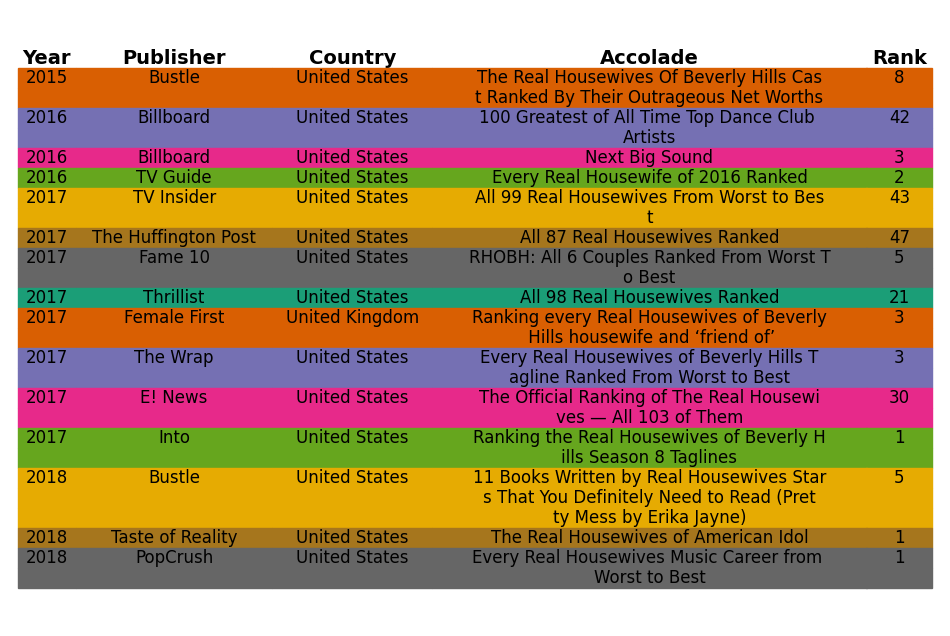 Year Publisher Country Accolade Rank
2015 Bustle United States The Real Housewives Of Beverly Hills Cas 8
t Ranked By Their Outrageous Net Worths
2016 Billboard United States 100 Greatest of All Time Top Dance Club 42
Artists
2016 Billboard United States Next Big Sound 3
2016 TV Guide United States Every Real Housewife of 2016 Ranked 2
2017 TV Insider United States All 99 Real Housewives From Worst to Bes 43
t
2017 The Huffington Post United States All 87 Real Housewives Ranked 47
2017 Fame 10 United States RHOBH: All 6 Couples Ranked From Worst T 5
o Best
2017 Thrillist United States All 98 Real Housewives Ranked 21
2017 Female First United Kingdom Ranking every Real Housewives of Beverly 3
Hills housewife and ‘friend of’
2017 The Wrap United States Every Real Housewives of Beverly Hills T 3
agline Ranked From Worst to Best
2017 E! News United States The Official Ranking of The Real Housewi 30
ves — All 103 of Them
2017 Into United States Ranking the Real Housewives of Beverly H 1
ills Season 8 Taglines
2018 Bustle United States 11 Books Written by Real Housewives Star 5
s That You Definitely Need to Read (Pret
ty Mess by Erika Jayne)
2018 Taste of Reality United States The Real Housewives of American Idol 1
2018 PopCrush United States Every Real Housewives Music Career from 1
Worst to Best